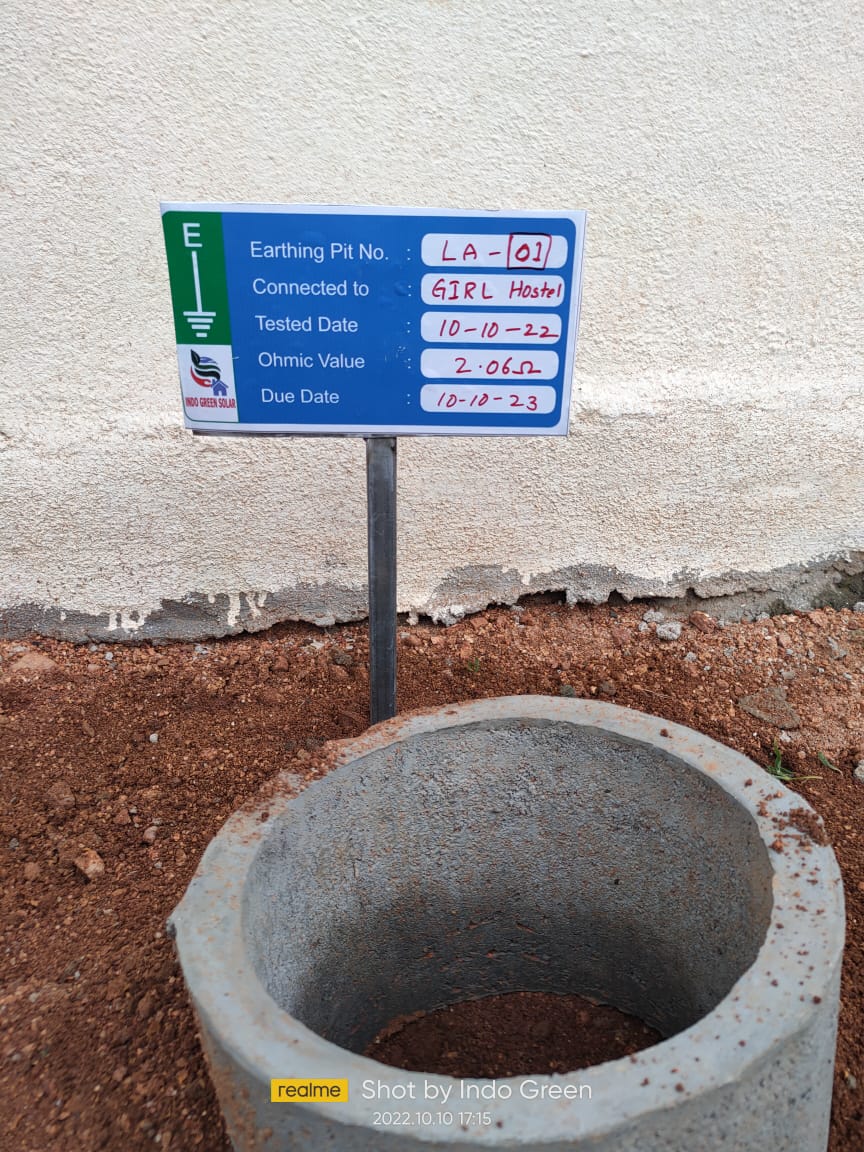 E
Earthing Pit No. : LA-01
Connected to : GIRL Hostel
Tested Date : 10-10-22
Ohmic Value : 2.06Ω
Due Date : 10-10-23
INDO GREEN SOLAR
realme Shot by Indo Green
2022.10.10 17:15